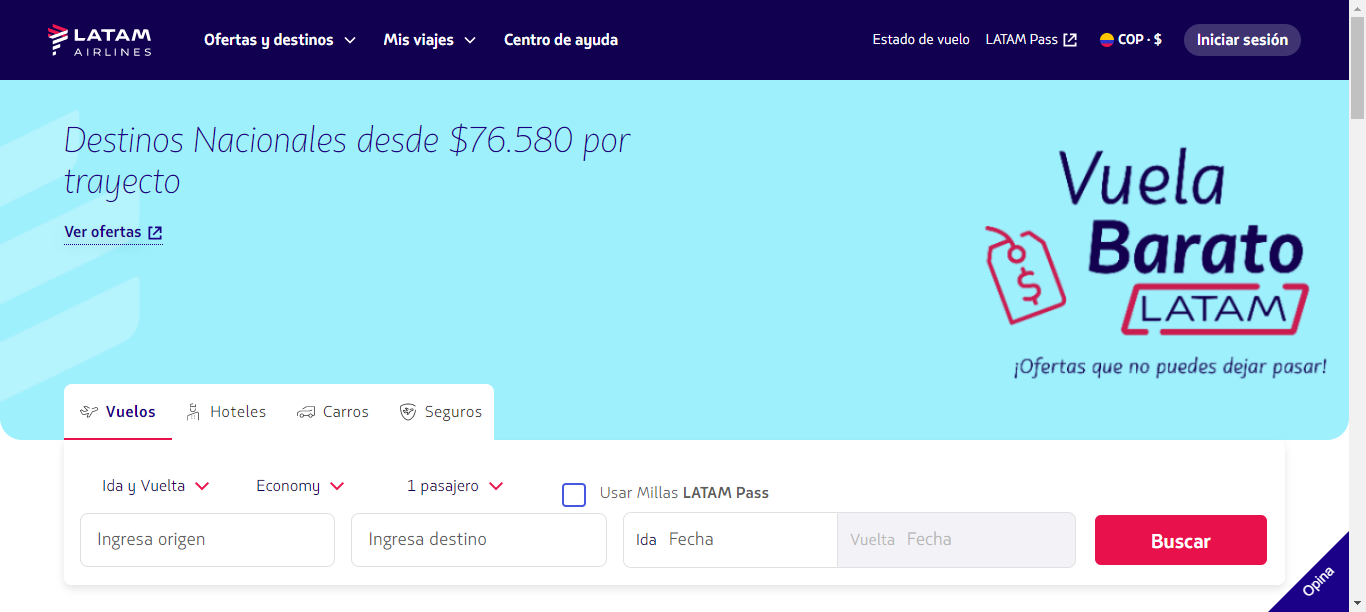 LATAM
AIRLINES
Ofertas y destinos
Mis viajes
Centro de ayuda
Estado de vuelo
LATAM Pass
COP · $
Iniciar sesión
Destinos Nacionales desde $76.580 por
trayecto
Ver ofertas
Vuela
Barato
$
LATAM
¡Ofertas que no puedes dejar pasar!
Vuelos
Hoteles
Carros
Seguros
Ida y Vuelta
Economy
1 pasajero
Usar Millas LATAM Pass
Ingresa origen
Ingresa destino
Ida Fecha
Vuelta Fecha
Buscar
Opina